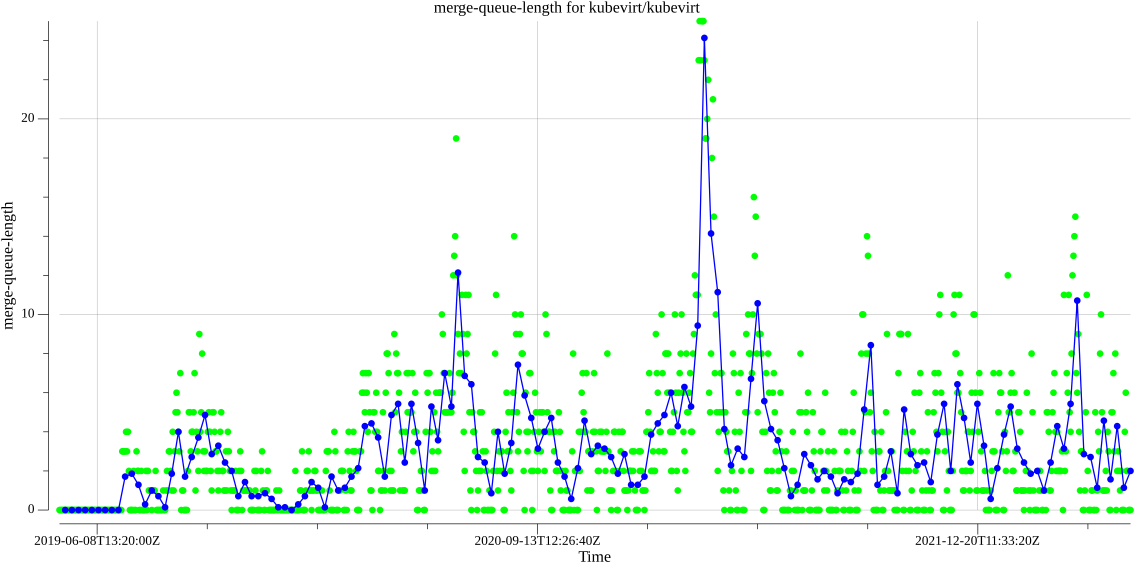 merge-queue-length for kubevirt/kubevirt
merge-queue-length
20
10
0
2019-06-08T13:20:00Z
2020-09-13T12:26:40Z
2021-12-20T11:33:20Z
Time